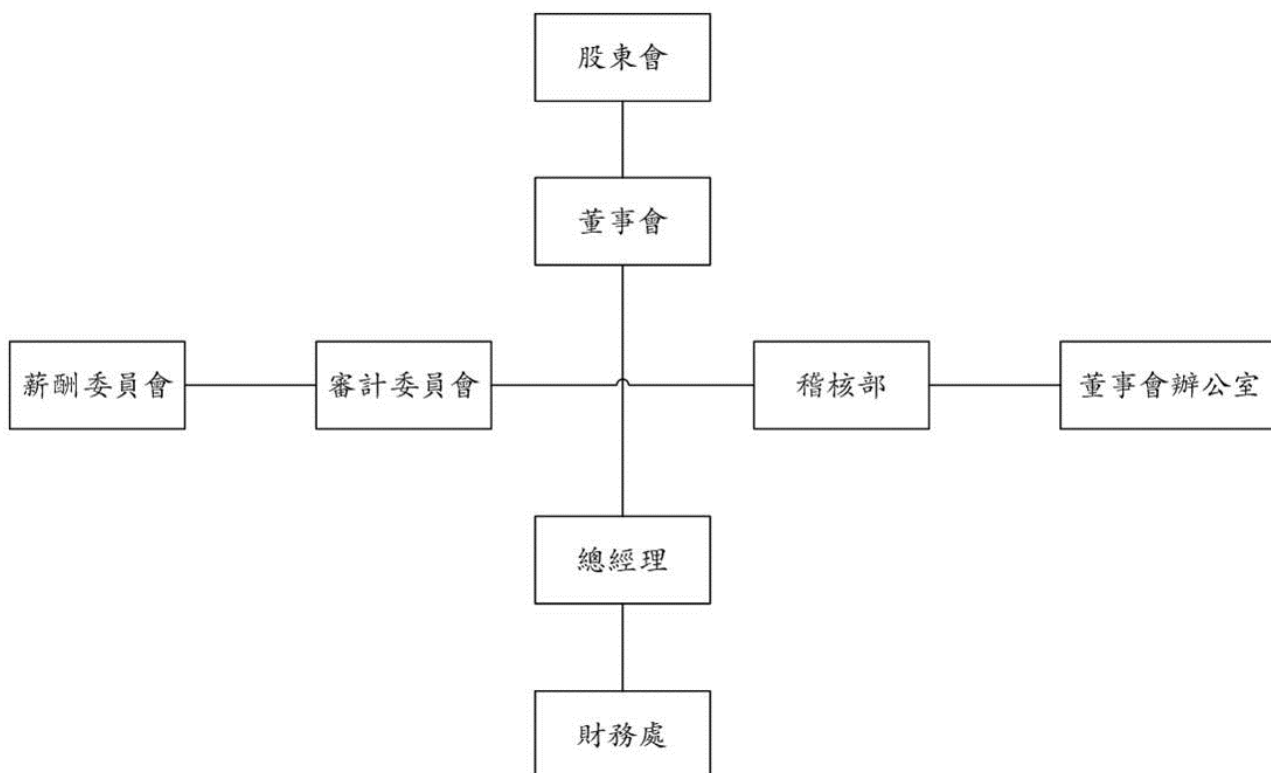 股東會
董事會
薪酬委員會
審計委員會
稽核部
董事會辦公室
總經理
財務處